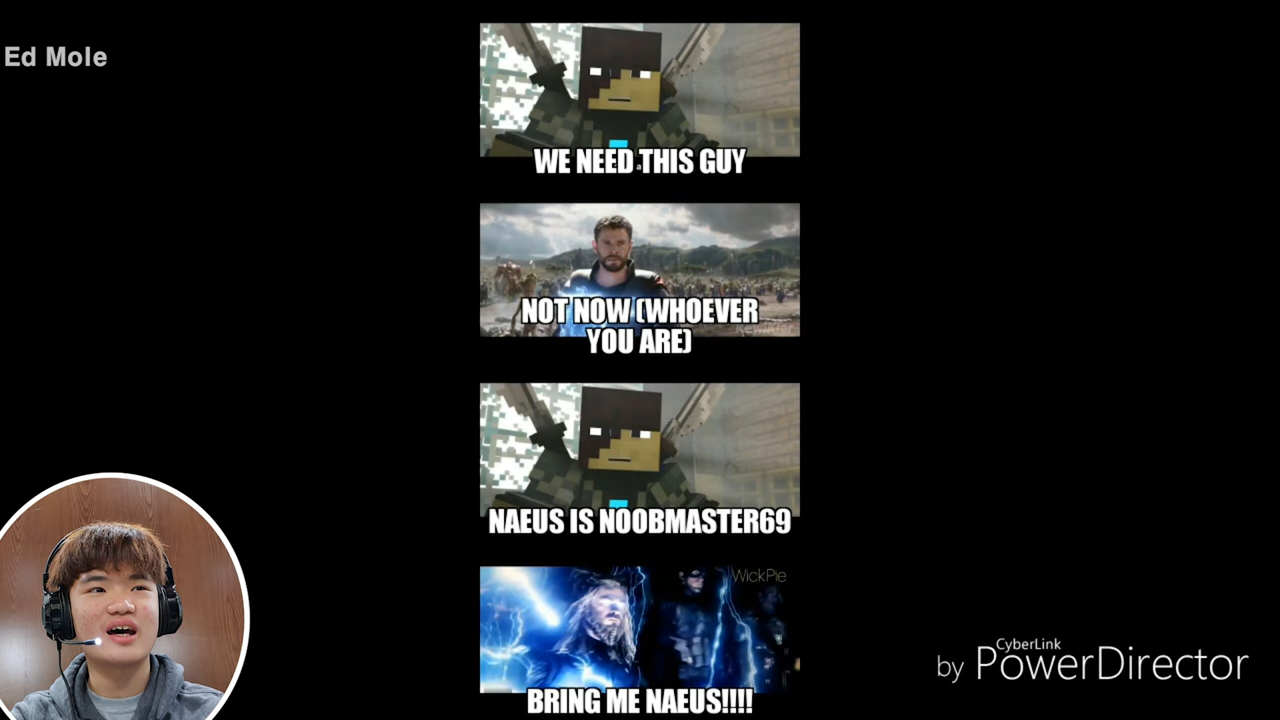 Ed Mole
WE NEED THIS GUY
NOT NOW (WHOEVER
YOU ARE)
NAEUS IS NOOBMASTER69
WickPie
BRING ME NAEUS!!!!
CyberLink
by PowerDirector